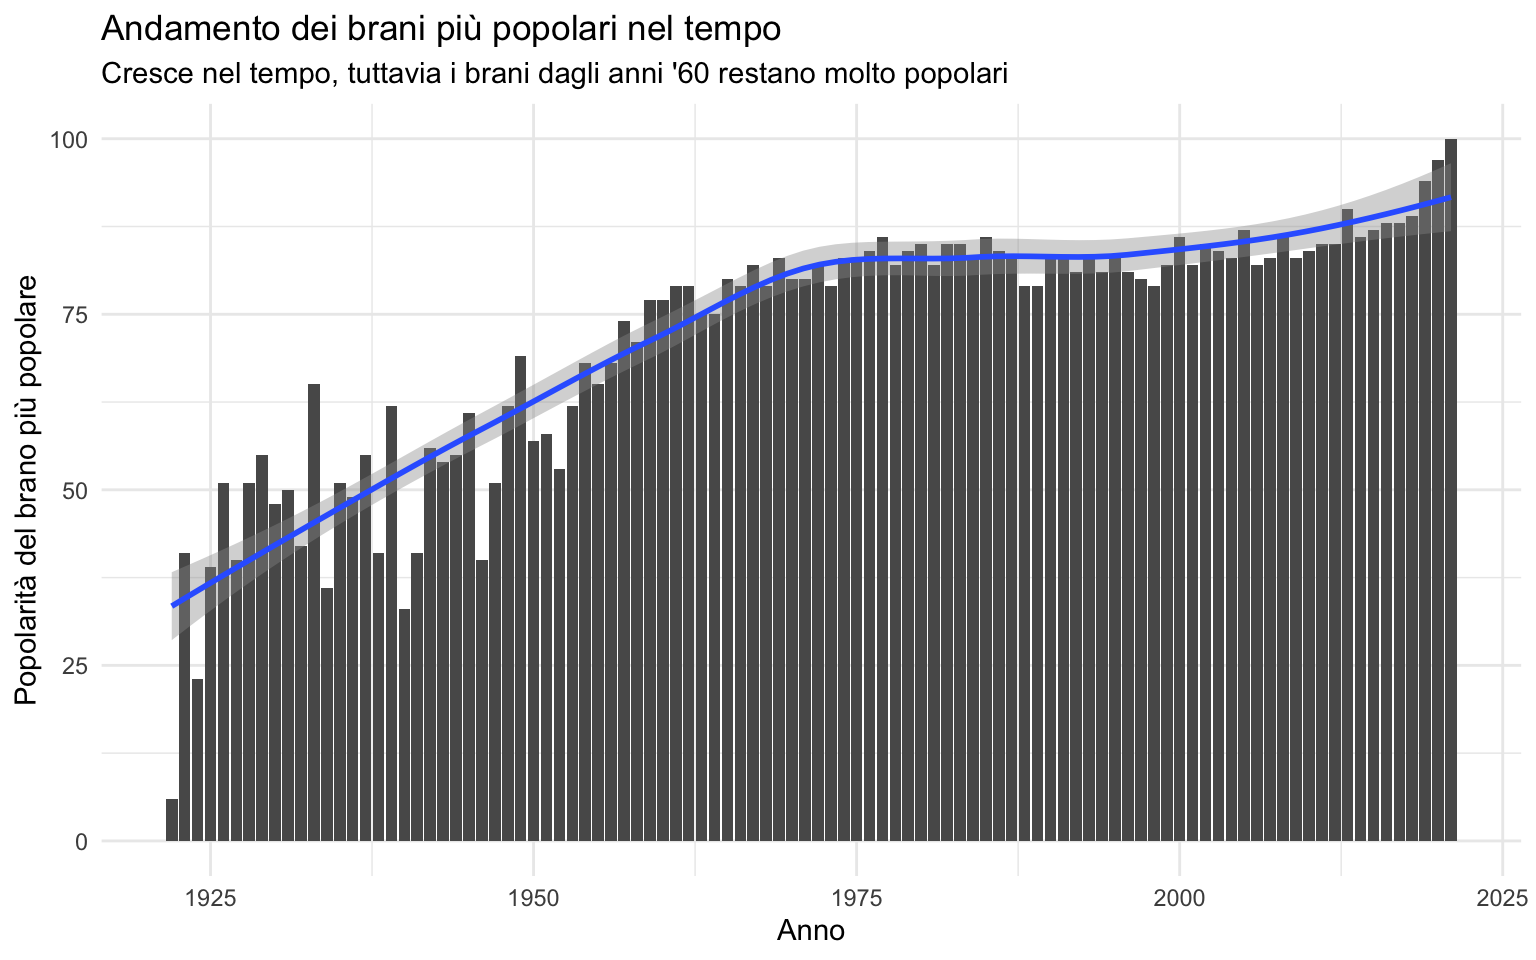 Andamento dei brani più popolari nel tempo
Cresce nel tempo, tuttavia i brani dagli anni '60 restano molto popolari
Popolarità del brano più popolare
100
75
50
25
0
1925
1950
1975
2000
2025
Anno